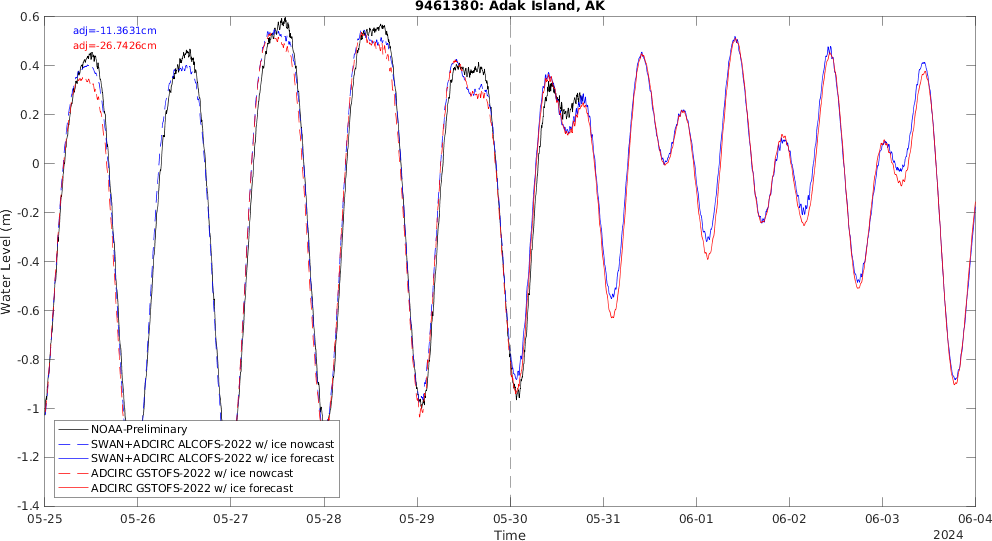 9461380: Adak Island, AK
adj=-11.3631cm
adj=-26.7426cm
Water Level (m)
0.6
0.4
0.2
0
-0.2
-0.4
-0.6
-0.8
-1
-1.2
-1.4
NOAA-Preliminary
SWAN+ADCIRC ALCOFS-2022 w/ ice nowcast
SWAN+ADCIRC ALCOFS-2022 w/ ice forecast
ADCIRC GSTOFS-2022 w/ ice nowcast
ADCIRC GSTOFS-2022 w/ ice forecast
05-25 05-26 05-27 05-28 05-29 05-30 05-31 06-01 06-02 06-03 06-04
Time
2024